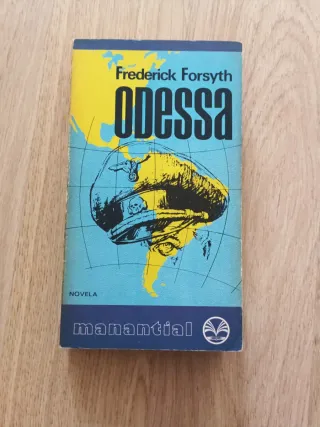 Frederick Forsyth
ODESSA
NOVELA
manantial